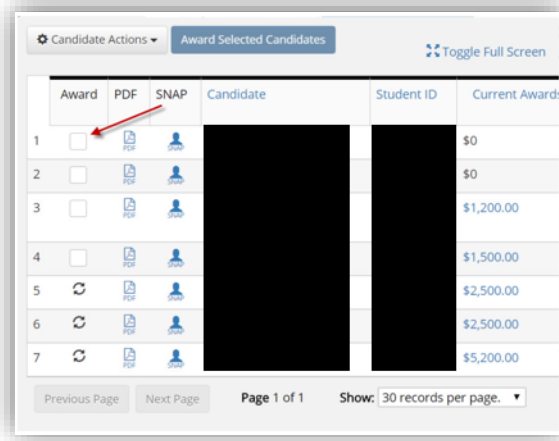 Candidate Actions Award Selected Candidates
Toggle Full Screen
Award PDF SNAP Candidate Student ID Current Awards
1 PDF SNAP $0
2 PDF SNAP $0
3 PDF SNAP $1,200.00
4 PDF SNAP $1,500.00
5 PDF SNAP $2,500.00
6 PDF SNAP $2,500.00
7 PDF SNAP $5,200.00
Previous Page Next Page Page 1 of 1 Show: 30 records per page.